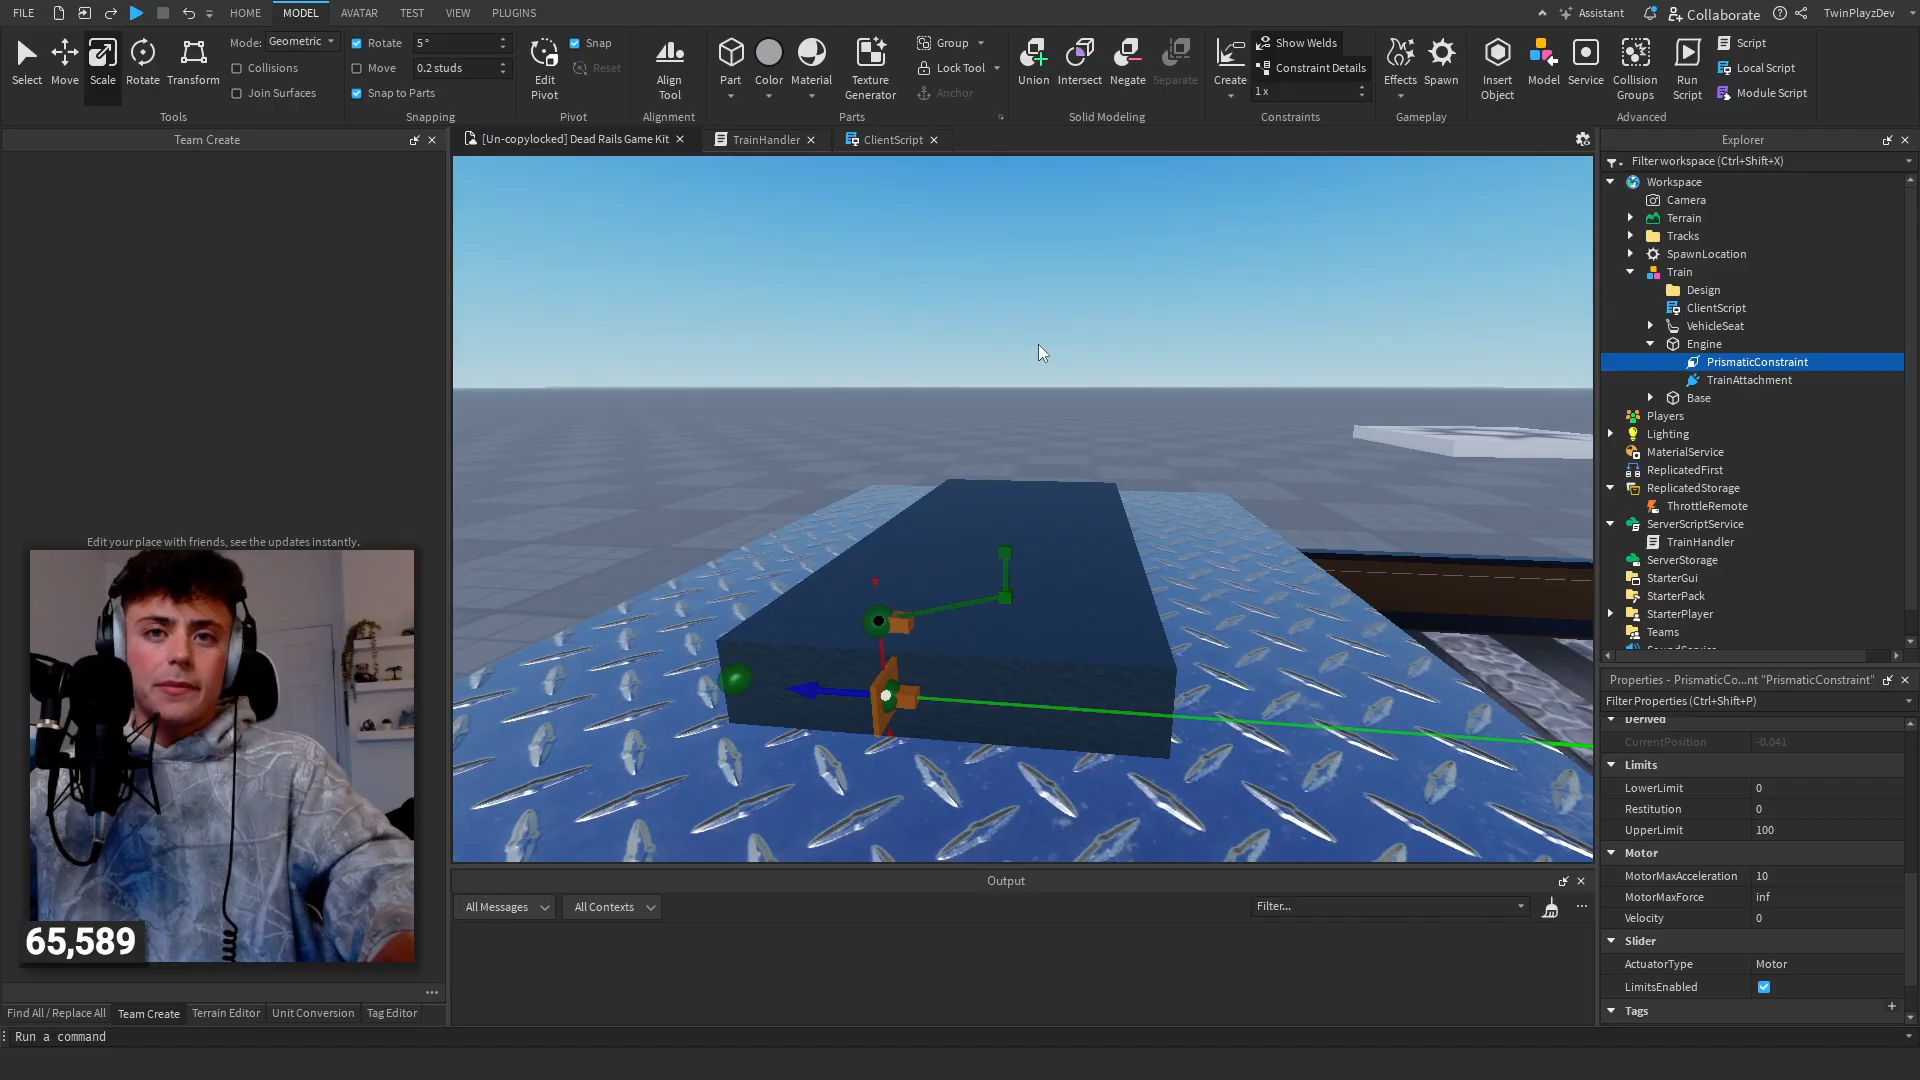 FILE HOME MODEL AVATAR TEST VIEW PLUGINS Assistant Collaborate TwinPlayzDev
Select Move Scale Rotate Transform
Mode: Geometric
Collisions
Join Surfaces
Tools
Rotate 5°
Move 0.2 studs
Snap to Parts
Snapping
Edit Pivot
Snap
Reset
Pivot
Align Tool
Alignment
Part Color Material Texture Generator
Group
Lock Tool
Anchor
Parts
Union Intersect Negate Separate
Solid Modeling
Create
Show Welds
Constraint Details
1 x
Constraints
Effects Spawn
Gameplay
Insert Object Model Service Collision Groups Run Script
Script
Local Script
Module Script
Advanced
Team Create
Edit your place with friends, see the updates instantly.
65,589
Find All / Replace All Team Create Terrain Editor Unit Conversion Tag Editor
Run a command
[Un-copylocked] Dead Rails Game Kit TrainHandler ClientScript
Output
All Messages All Contexts Filter...
Explorer
Filter workspace (Ctrl+Shift+X)
Workspace
Camera
Terrain
Tracks
SpawnLocation
Train
Design
ClientScript
VehicleSeat
Engine
PrismaticConstraint
TrainAttachment
Base
Players
Lighting
MaterialService
ReplicatedFirst
ReplicatedStorage
ThrottleRemote
ServerScriptService
TrainHandler
ServerStorage
StarterGui
StarterPack
StarterPlayer
Teams
SoundService
Properties - PrismaticCo...nt "PrismaticConstraint"
Filter Properties (Ctrl+Shift+P)
Derived
CurrentPosition -0.041
Limits
LowerLimit 0
Restitution 0
UpperLimit 100
Motor
MotorMaxAcceleration 10
MotorMaxForce inf
Velocity 0
Slider
ActuatorType Motor
LimitsEnabled
Tags